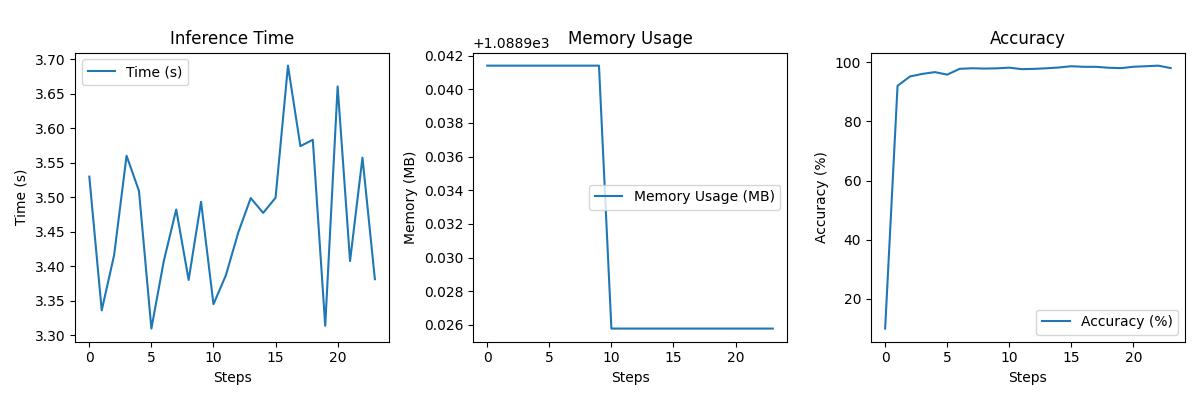 Inference Time
Time (s)
3.70
3.65
3.60
3.55
3.50
3.45
3.40
3.35
3.30
Time (s)
0 5 10 15 20
Steps
+1.0889e3 Memory Usage
0.042
0.040
0.038
0.036
0.034
0.032
0.030
0.028
0.026
Memory (MB)
Memory Usage (MB)
0 5 10 15 20
Steps
Accuracy
100
80
60
40
20
Accuracy (%)
Accuracy (%)
0 5 10 15 20
Steps